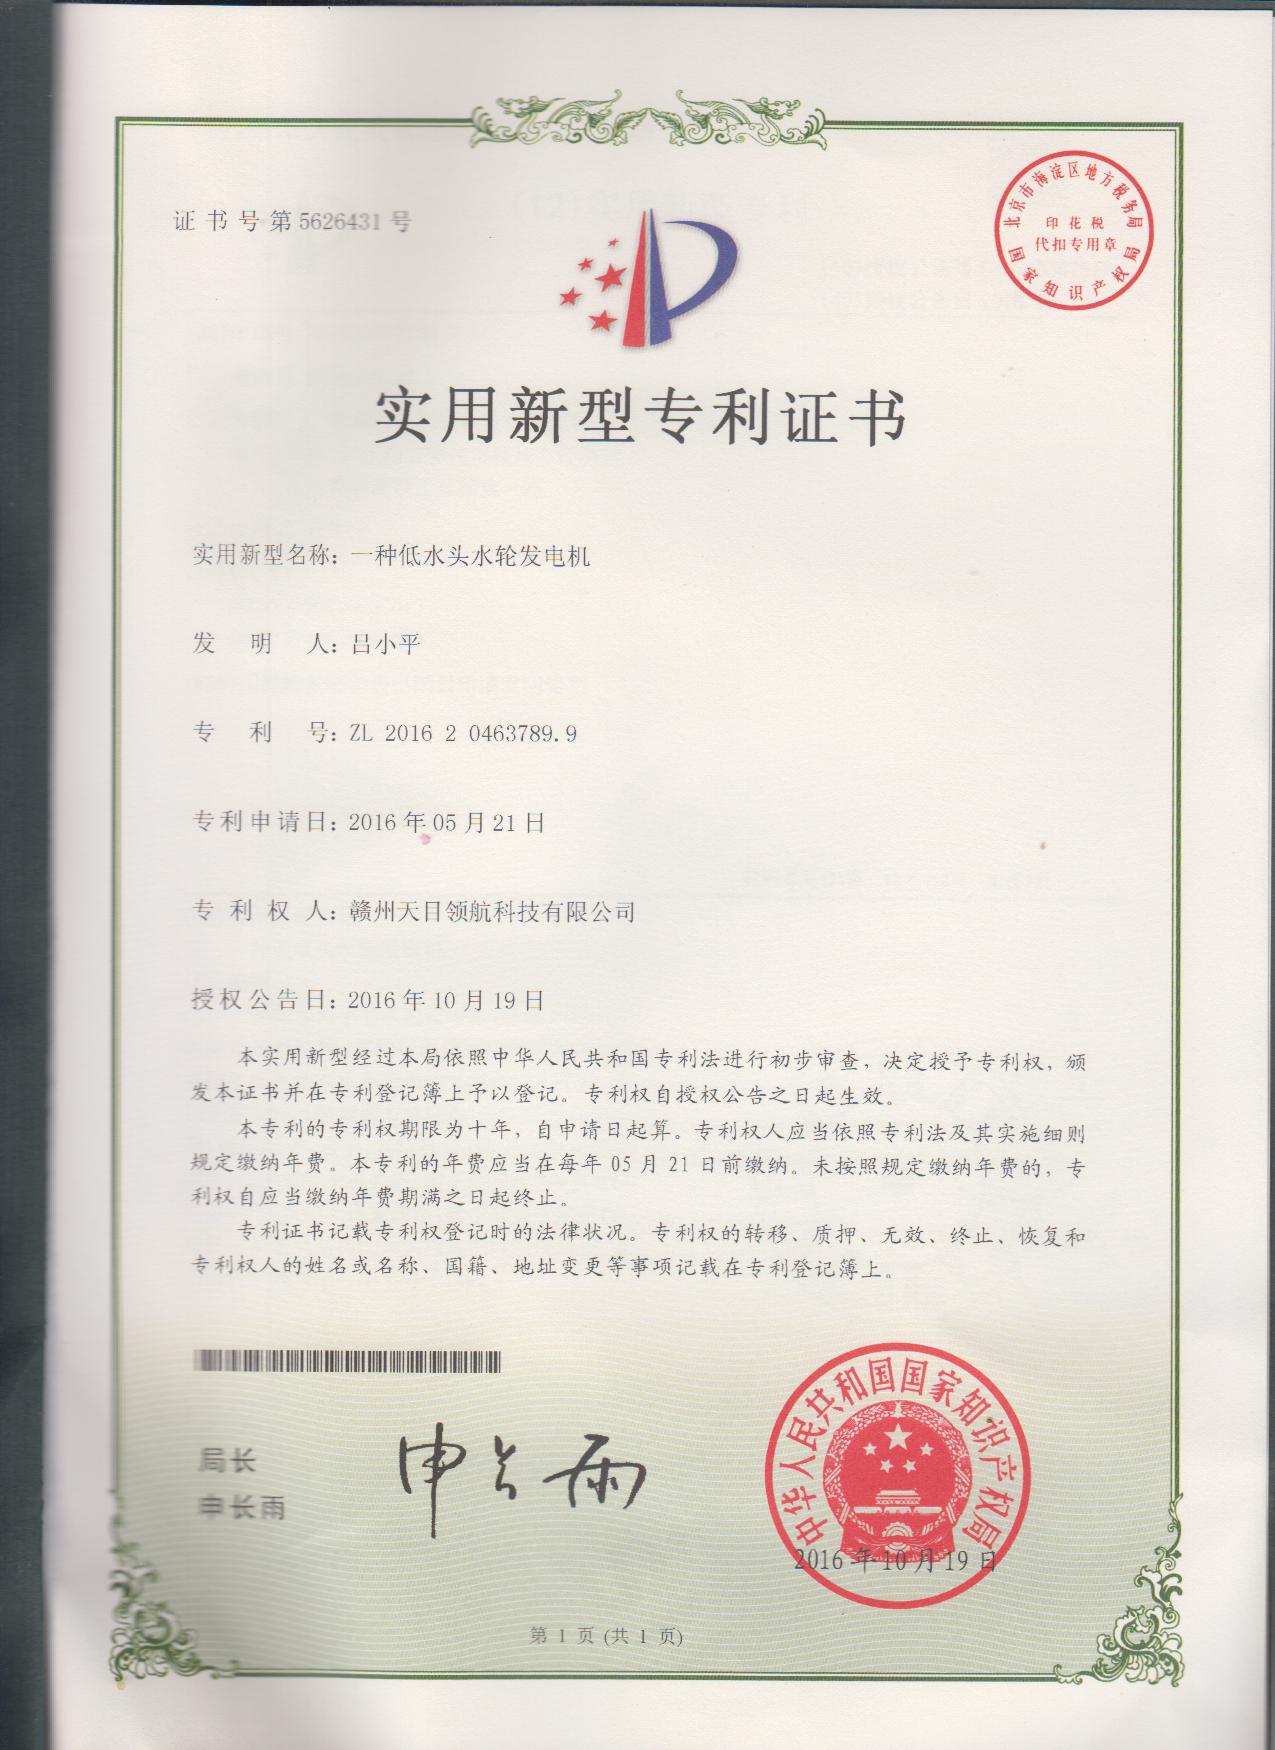 证书号第5626431号
北京市海淀区地方税务局
印花税
代扣专用章
国家知识产权局
实用新型专利证书
实用新型名称：一种低水头水轮发电机
发明人：吕小平
专利号：ZL 2016 2 0463789.9
专利申请日：2016年05月21日
专利权人：赣州天目领航科技有限公司
授权公告日：2016年10月19日
本实用新型经过本局依照中华人民共和国专利法进行初步审查，决定授予专利权，颁
发本证书并在专利登记簿上予以登记。专利权自授权公告之日起生效。
本专利的专利权期限为十年，自申请日起算。专利权人应当依照专利法及其实施细则
规定缴纳年费。本专利的年费应当在每年05月21日前缴纳。未按照规定缴纳年费的，专
利权自应当缴纳年费期满之日起终止。
专利证书记载专利权登记时的法律状况。专利权的转移、质押、无效、终止、恢复和
专利权人的姓名或名称、国籍、地址变更等事项记载在专利登记簿上。
局长
申长雨
申长雨
中华人民共和国国家知识产权局
2016年10月19日
第 1 页 (共 1 页)